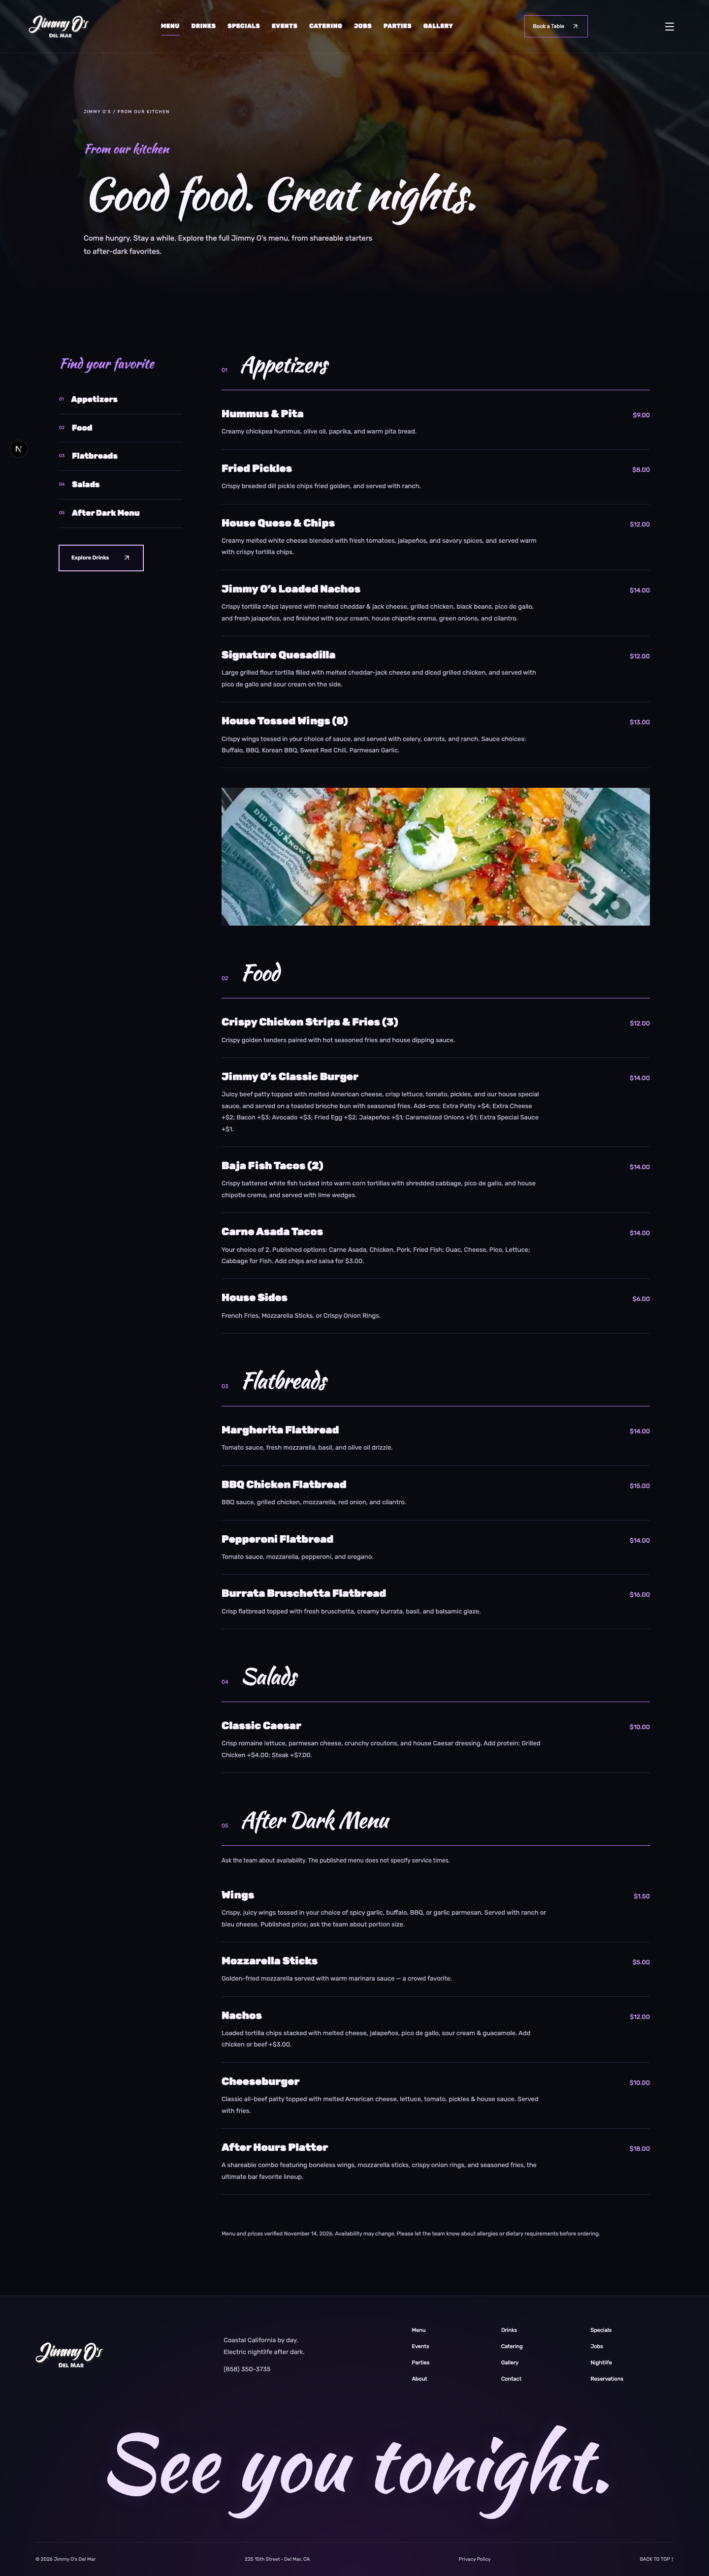 Jimmy O's
DEL MAR
MENU DRINKS SPECIALS EVENTS CATERING JOBS PARTIES GALLERY
Book a Table
JIMMY O'S / FROM OUR KITCHEN
From our kitchen
Good food. Great nights.
Come hungry. Stay a while. Explore the full Jimmy O's menu, from shareable starters
to after-dark favorites.
Find your favorite
01 Appetizers
02 Food
03 Flatbreads
04 Salads
05 After Dark Menu
Explore Drinks
N
01 Appetizers
Hummus & Pita $9.00
Creamy chickpea hummus, olive oil, paprika, and warm pita bread.
Fried Pickles $8.00
Crispy breaded dill pickle chips fried golden, and served with ranch.
House Queso & Chips $12.00
Creamy melted white cheese blended with fresh tomatoes, jalapeños, and savory spices, and served warm
with crispy tortilla chips.
Jimmy O's Loaded Nachos $14.00
Crispy tortilla chips layered with melted cheddar & jack cheese, grilled chicken, black beans, pico de gallo,
and fresh jalapeños, and finished with sour cream, house chipotle crema, green onions, and cilantro.
Signature Quesadilla $12.00
Large grilled flour tortilla filled with melted cheddar-jack cheese and diced grilled chicken, and served with
pico de gallo and sour cream on the side.
House Tossed Wings (8) $13.00
Crispy wings tossed in your choice of sauce, and served with celery, carrots, and ranch. Sauce choices:
Buffalo, BBQ, Korean BBQ, Sweet Red Chili, Parmesan Garlic.
DID YOU KNOW
02 Food
Crispy Chicken Strips & Fries (3) $12.00
Crispy golden tenders paired with hot seasoned fries and house dipping sauce.
Jimmy O's Classic Burger $14.00
Juicy beef patty topped with melted American cheese, crisp lettuce, tomato, pickles, and our house special
sauce, and served on a toasted brioche bun with seasoned fries. Add-ons: Extra Patty +$4; Extra Cheese
+$2; Bacon +$3; Avocado +$3; Fried Egg +$2; Jalapeños +$1; Caramelized Onions +$1; Extra Special Sauce
+$1.
Baja Fish Tacos (2) $14.00
Crispy battered white fish tucked into warm corn tortillas with shredded cabbage, pico de gallo, and house
chipotle crema, and served with lime wedges.
Carne Asada Tacos $14.00
Your choice of 2. Published options: Carne Asada, Chicken, Pork, Fried Fish; Guac, Cheese, Pico, Lettuce;
Cabbage for Fish. Add chips and salsa for $3.00.
House Sides $6.00
French Fries, Mozzarella Sticks, or Crispy Onion Rings.
03 Flatbreads
Margherita Flatbread $14.00
Tomato sauce, fresh mozzarella, basil, and olive oil drizzle.
BBQ Chicken Flatbread $15.00
BBQ sauce, grilled chicken, mozzarella, red onion, and cilantro.
Pepperoni Flatbread $14.00
Tomato sauce, mozzarella, pepperoni, and oregano.
Burrata Bruschetta Flatbread $16.00
Crisp flatbread topped with fresh bruschetta, creamy burrata, basil, and balsamic glaze.
04 Salads
Classic Caesar $10.00
Crisp romaine lettuce, parmesan cheese, crunchy croutons, and house Caesar dressing. Add protein: Grilled
Chicken +$4.00; Steak +$7.00.
05 After Dark Menu
Ask the team about availability. The published menu does not specify service times.
Wings $1.50
Crispy, juicy wings tossed in your choice of spicy garlic, buffalo, BBQ, or garlic parmesan. Served with ranch or
bleu cheese. Published price; ask the team about portion size.
Mozzarella Sticks $5.00
Golden-fried mozzarella served with warm marinara sauce — a crowd favorite.
Nachos $12.00
Loaded tortilla chips stacked with melted cheese, jalapeños, pico de gallo, sour cream & guacamole. Add
chicken or beef +$3.00.
Cheeseburger $10.00
Classic all-beef patty topped with melted American cheese, lettuce, tomato, pickles & house sauce. Served
with fries.
After Hours Platter $18.00
A shareable combo featuring boneless wings, mozzarella sticks, crispy onion rings, and seasoned fries, the
ultimate bar favorite lineup.
Menu and prices verified November 14, 2026. Availability may change. Please let the team know about allergies or dietary requirements before ordering.
Jimmy O's
DEL MAR
Coastal California by day.
Electric nightlife after dark.
(858) 350-3735
Menu Drinks Specials
Events Catering Jobs
Parties Gallery Nightlife
About Contact Reservations
See you tonight.
© 2026 Jimmy O's Del Mar
225 15th Street · Del Mar, CA
Privacy Policy
BACK TO TOP ↑